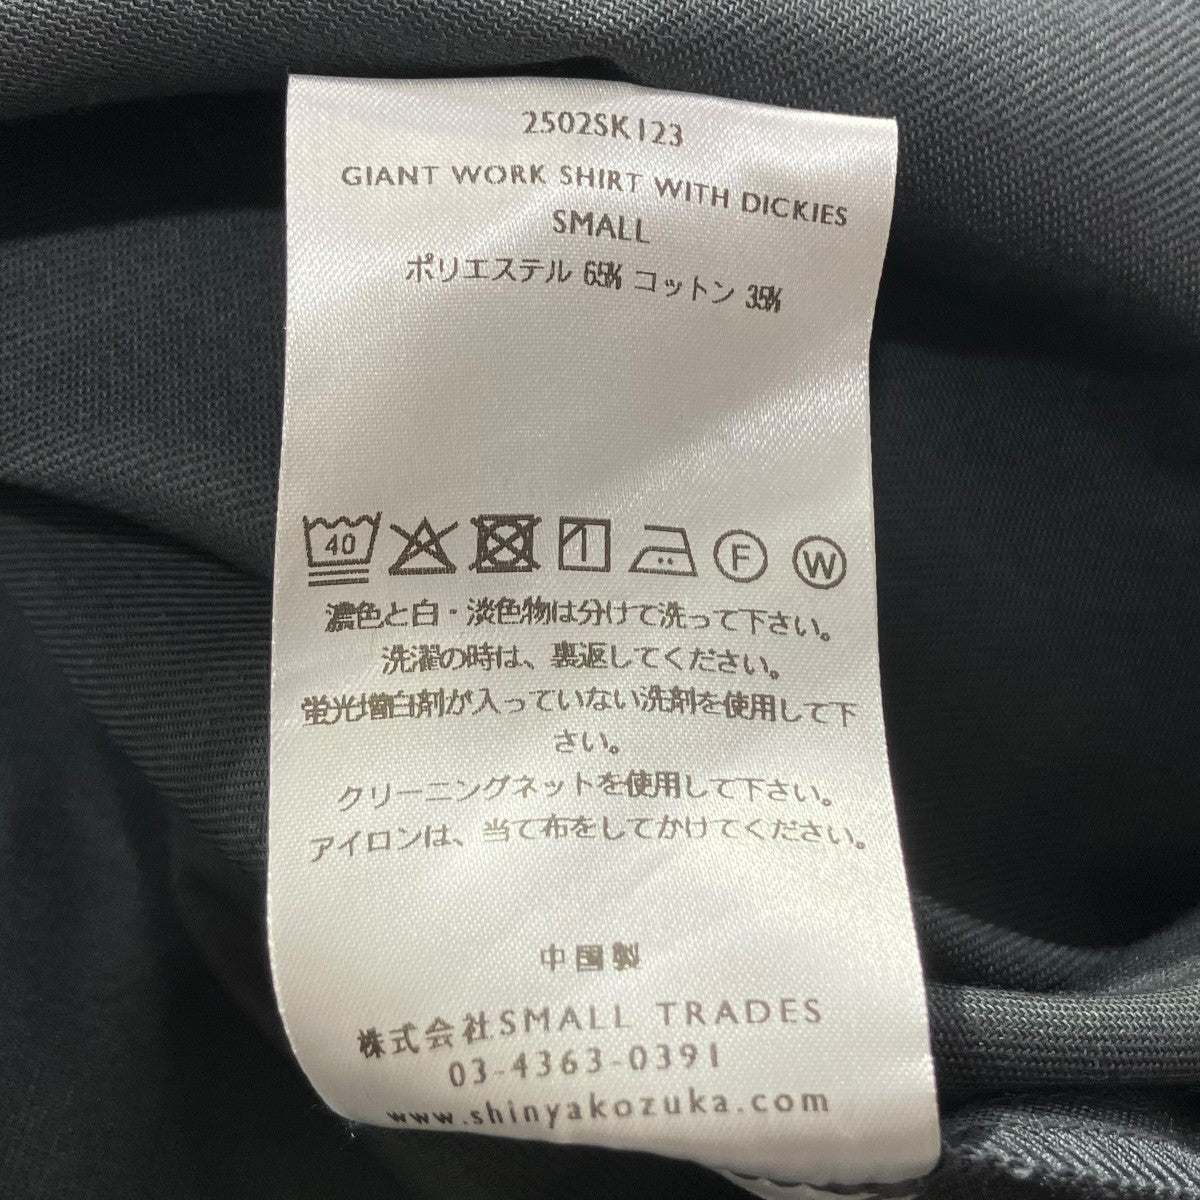 2502SK123
GIANT WORK SHIRT WITH DICKIES
SMALL
ポリエステル 65% コットン 35%
40 F W
濃色と白・淡色物は分けて洗って下さい。
洗濯の時は、裏返してください。
蛍光増白剤が入っていない洗剤を使用して下
さい。
クリーニングネットを使用して下さい。
アイロンは、当て布をしてかけてください。
中国製
株式会社SMALL TRADES
03-4363-0391
www.shinyakozuka.com